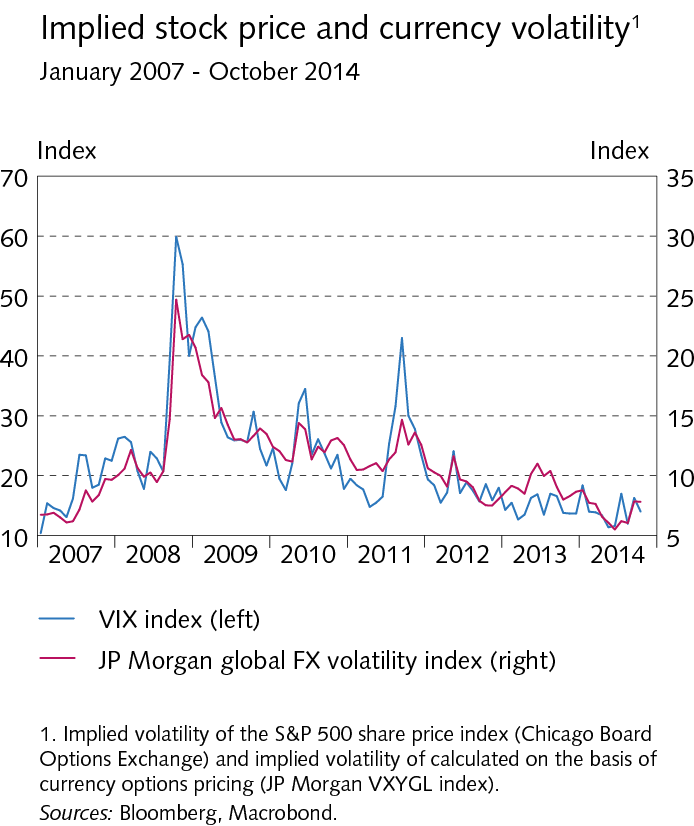 Implied stock price and currency volatility1
January 2007 - October 2014
Index Index
70 35
60 30
50 25
40 20
30 15
20 10
10 5
2007 2008 2009 2010 2011 2012 2013 2014
VIX index (left)
JP Morgan global FX volatility index (right)
1. Implied volatility of the S&P 500 share price index (Chicago Board
Options Exchange) and implied volatility of calculated on the basis of
currency options pricing (JP Morgan VXYGL index).
Sources: Bloomberg, Macrobond.